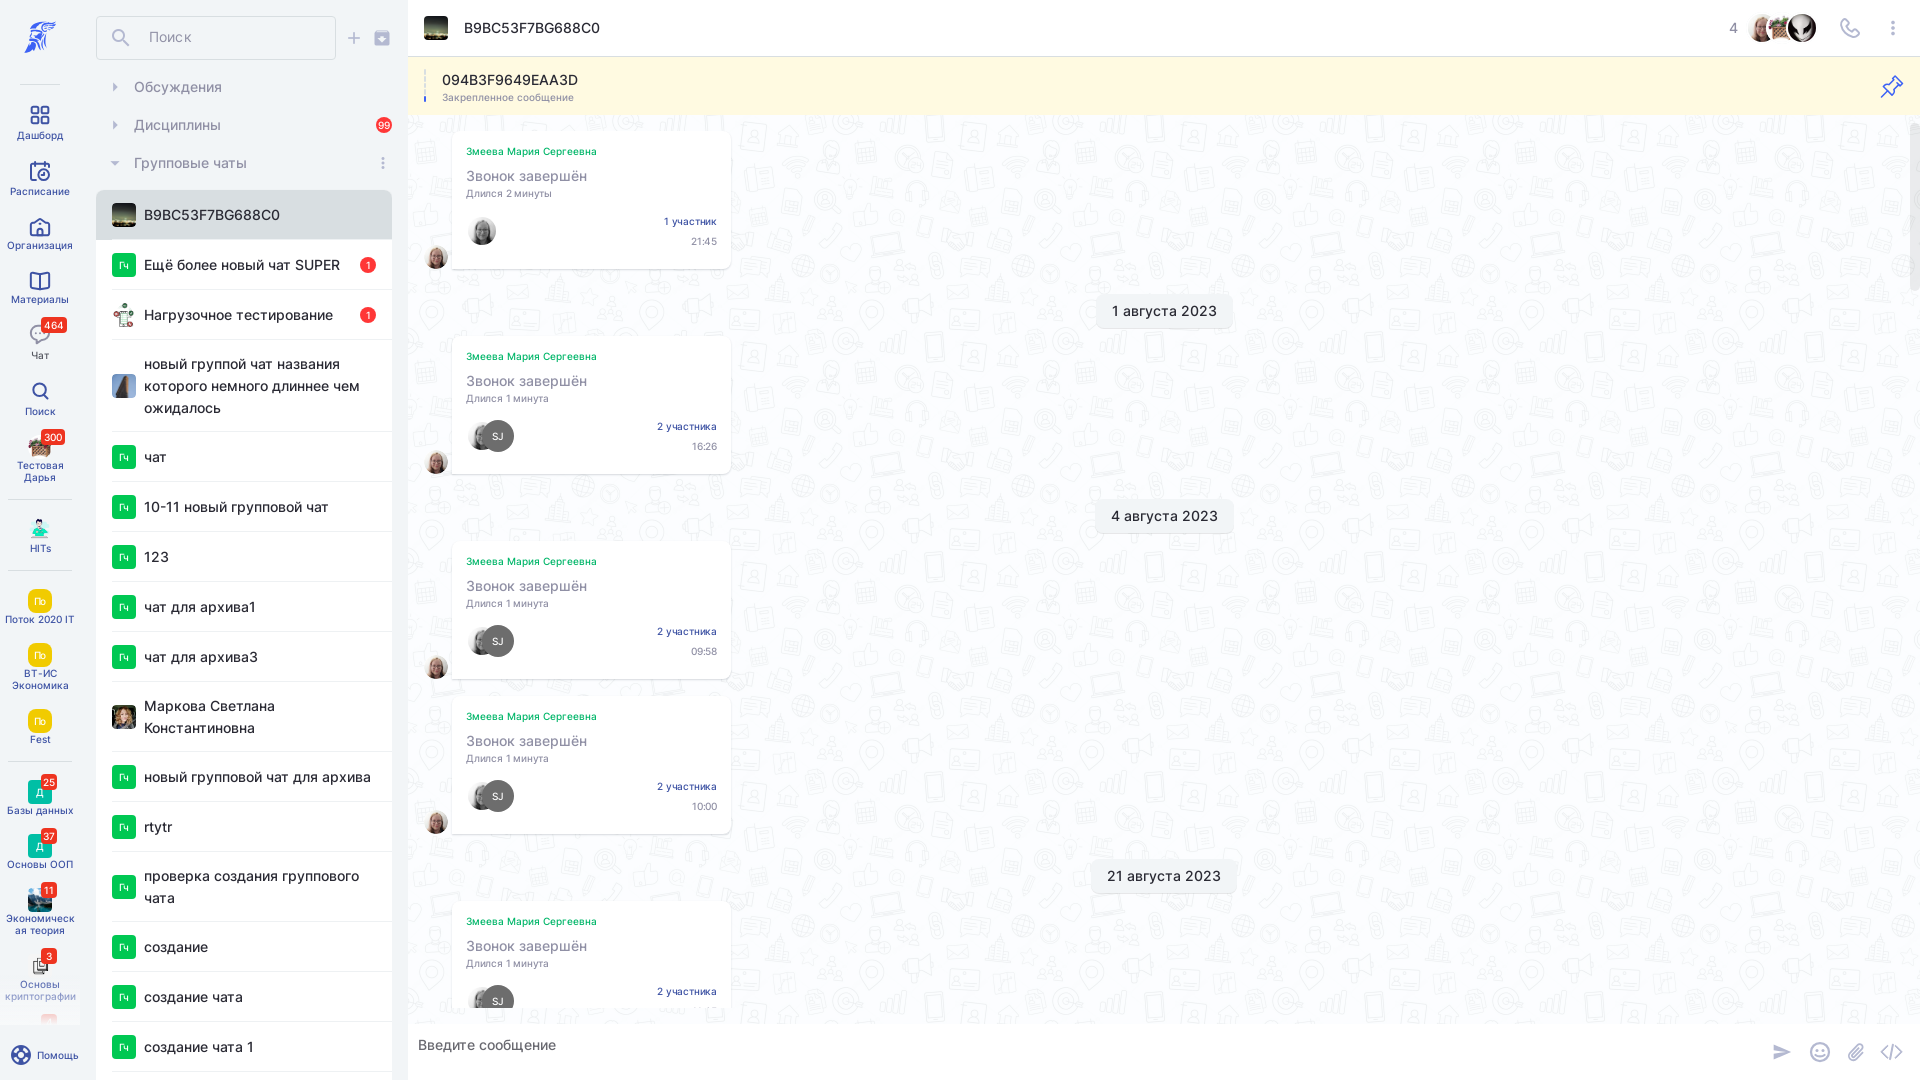 Дашборд
Расписание
Организация
Материалы
464
Чат
Поиск
300
Тестовая
Дарья
HITs
По
Поток 2020 IT
По
ВТ-ИС
Экономика
По
Fest
25
Д
Базы данных
37
Д
Основы ООП
11
Экономическ
ая теория
3
Основы
криптографии
Помощь
Поиск
Обсуждения
Дисциплины
99
Групповые чаты
B9BC53F7BG688C0
Гч
Ещё более новый чат SUPER
1
Нагрузочное тестирование
1
новый группой чат названия
которого немного длиннее чем
ожидалось
Гч
чат
Гч
10-11 новый групповой чат
Гч
123
Гч
чат для архива1
Гч
чат для архива3
Маркова Светлана
Константиновна
Гч
новый групповой чат для архива
Гч
rtytr
Гч
проверка создания группового
чата
Гч
создание
Гч
создание чата
Гч
создание чата 1
B9BC53F7BG688C0
4
094B3F9649EAA3D
Закрепленное сообщение
Змеева Мария Сергеевна
Звонок завершён
Длился 2 минуты
1 участник
21:45
1 августа 2023
Змеева Мария Сергеевна
Звонок завершён
Длился 1 минута
SJ
2 участника
16:26
4 августа 2023
Змеева Мария Сергеевна
Звонок завершён
Длился 1 минута
SJ
2 участника
09:58
Змеева Мария Сергеевна
Звонок завершён
Длился 1 минута
SJ
2 участника
10:00
21 августа 2023
Змеева Мария Сергеевна
Звонок завершён
Длился 1 минута
SJ
2 участника
Введите сообщение